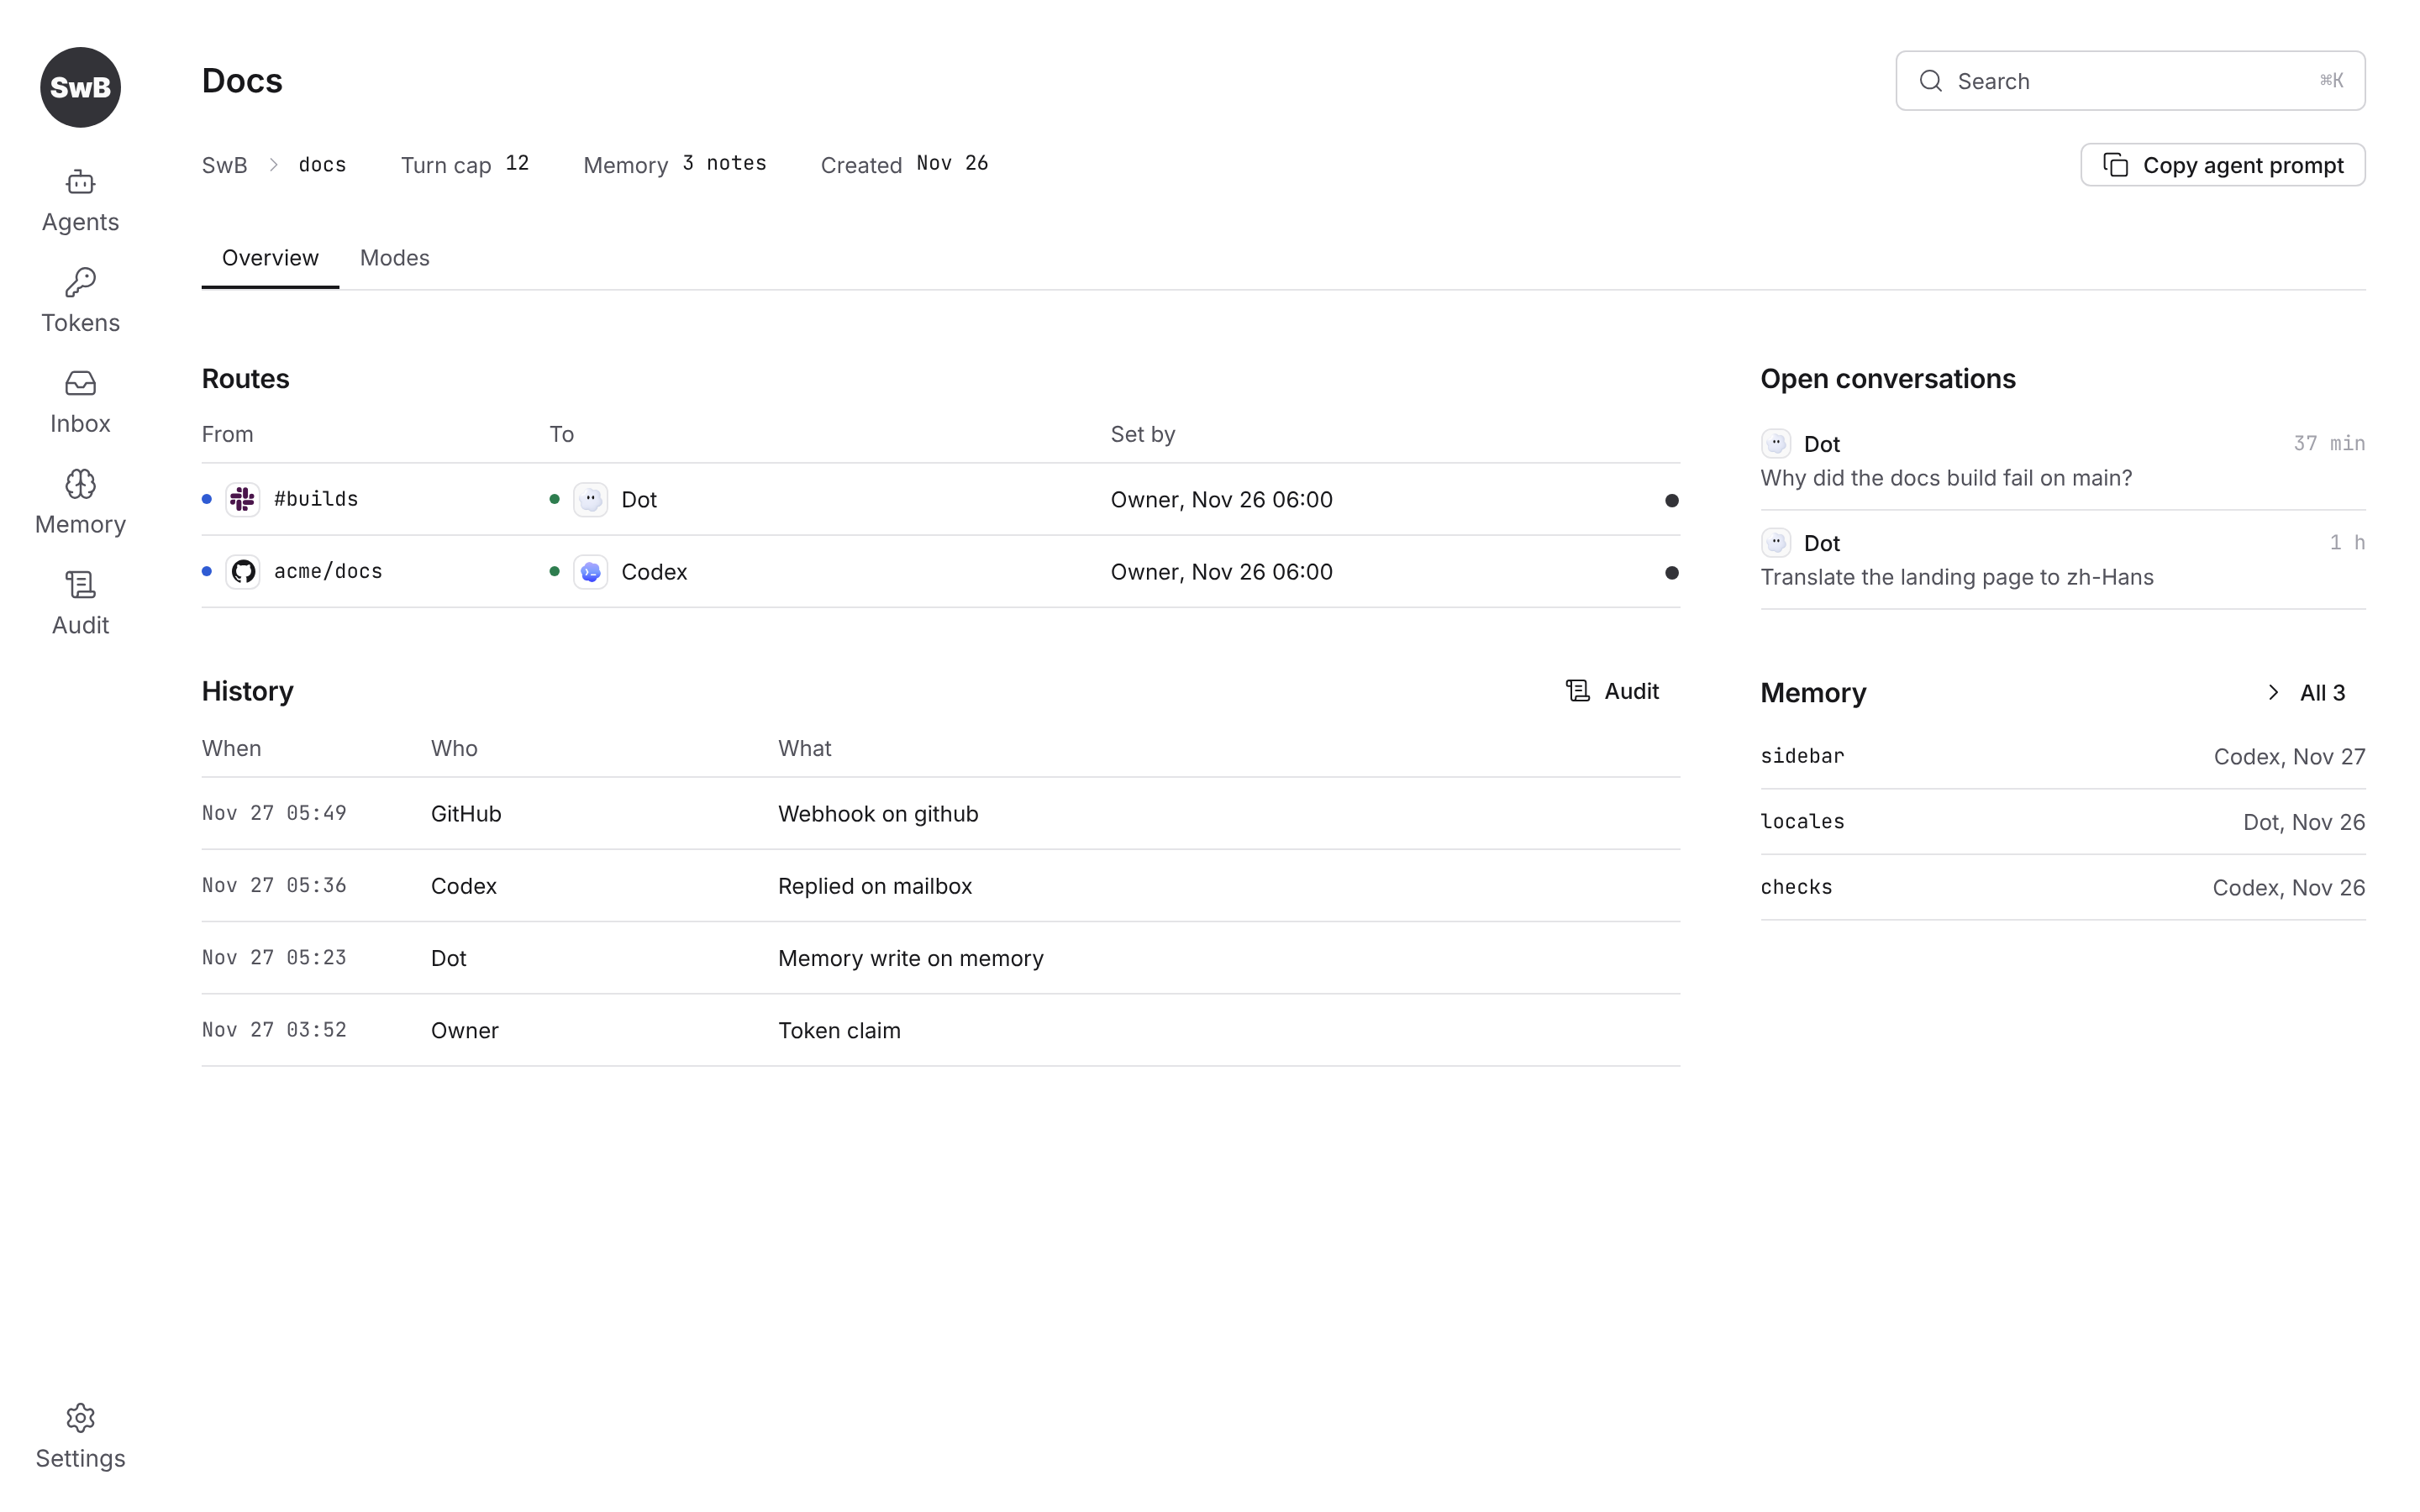 SwB
Agents
Tokens
Inbox
Memory
Audit
Settings
Docs
Search ⌘K
SwB docs Turn cap 12 Memory 3 notes Created Nov 26
Copy agent prompt
Overview Modes
Routes
From To Set by
#builds Dot Owner, Nov 26 06:00
acme/docs Codex Owner, Nov 26 06:00
History Audit
When Who What
Nov 27 05:49 GitHub Webhook on github
Nov 27 05:36 Codex Replied on mailbox
Nov 27 05:23 Dot Memory write on memory
Nov 27 03:52 Owner Token claim
Open conversations
Dot 37 min
Why did the docs build fail on main?
Dot 1 h
Translate the landing page to zh-Hans
Memory All 3
sidebar Codex, Nov 27
locales Dot, Nov 26
checks Codex, Nov 26